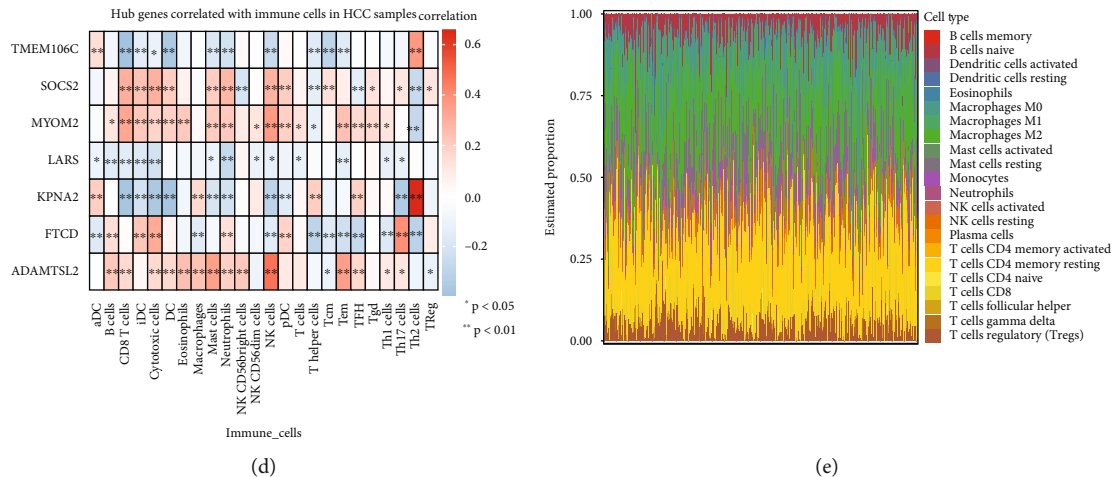 Hub genes correlated with immune cells in HCC samples
correlation
TMEM106C
SOCS2
MYOM2
LARS
KPNA2
FTCD
ADAMTSL2
0.6
0.4
0.2
0.0
−0.2
* p < 0.05
** p < 0.01
aDC
B cells
CD8 T cells
iDC
Cytotoxic cells
DC
Eosinophils
Macrophages
Mast cells
Neutrophils
NK CD56bright cells
NK CD56dim cells
NK cells
pDC
T cells
T helper cells
Tcm
Tem
TFH
Tgd
Th1 cells
Th17 cells
Th2 cells
TReg
Immune_cells
(d)
Estimated proportion
1.00
0.75
0.50
0.25
0.00
Cell type
B cells memory
B cells naive
Dendritic cells activated
Dendritic cells resting
Eosinophils
Macrophages M0
Macrophages M1
Macrophages M2
Mast cells activated
Mast cells resting
Monocytes
Neutrophils
NK cells activated
NK cells resting
Plasma cells
T cells CD4 memory activated
T cells CD4 memory resting
T cells CD4 naive
T cells CD8
T cells follicular helper
T cells gamma delta
T cells regulatory (Tregs)
(e)